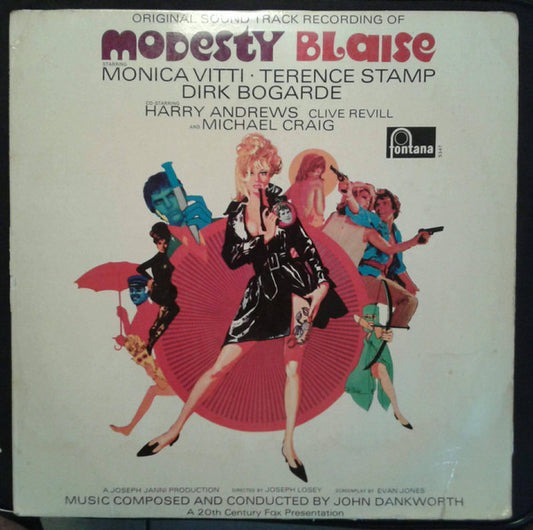 ORIGINAL SOUND TRACK RECORDING OF
MODESTY BLAISE
STARRING
MONICA VITTI · TERENCE STAMP
DIRK BOGARDE
CO-STARRING
HARRY ANDREWS CLIVE REVILL
AND MICHAEL CRAIG
fontana
A JOSEPH JANNI PRODUCTION DIRECTED BY JOSEPH LOSEY SCREENPLAY BY EVAN JONES
MUSIC COMPOSED AND CONDUCTED BY JOHN DANKWORTH
A 20th Century Fox Presentation